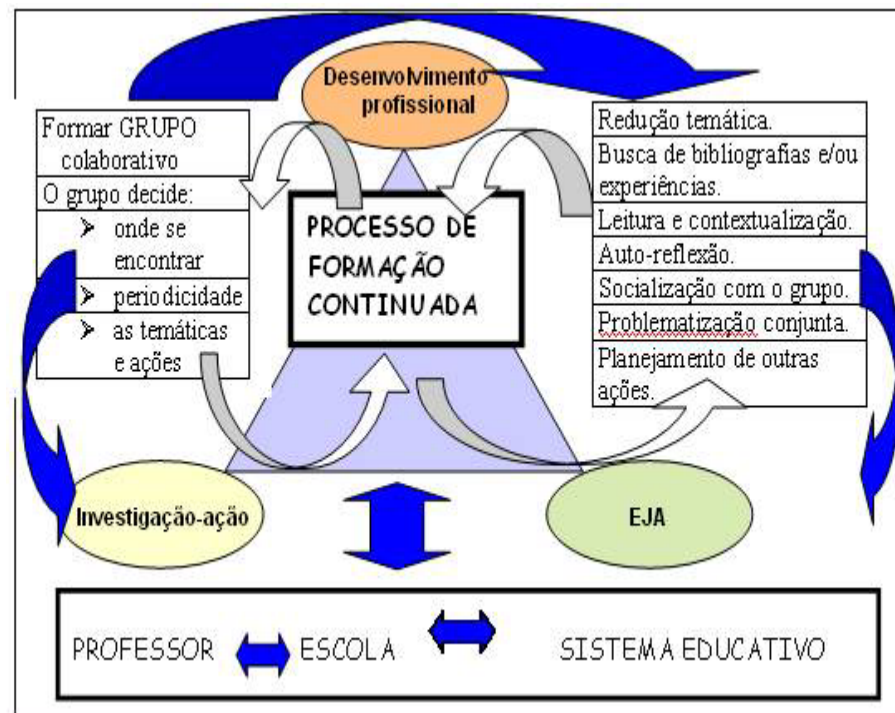 Desenvolvimento
profissional
Formar GRUPO
colaborativo
O grupo decide:
➢ onde se
encontrar
➢ periodicidade
➢ as temáticas
e ações
PROCESSO DE
FORMAÇÃO
CONTINUADA
Redução temática.
Busca de bibliografias e/ou
experiências.
Leitura e contextualização.
Auto-reflexão.
Socialização com o grupo.
Problematização conjunta.
Planejamento de outras
ações.
Investigação-ação
EJA
PROFESSOR ESCOLA SISTEMA EDUCATIVO